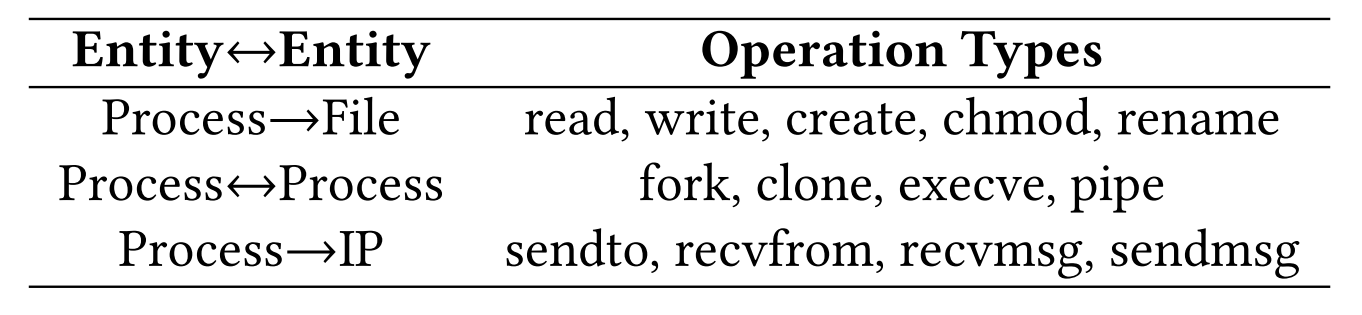 Entity↔Entity Operation Types
Process→File read, write, create, chmod, rename
Process↔Process fork, clone, execve, pipe
Process→IP sendto, recvfrom, recvmsg, sendmsg